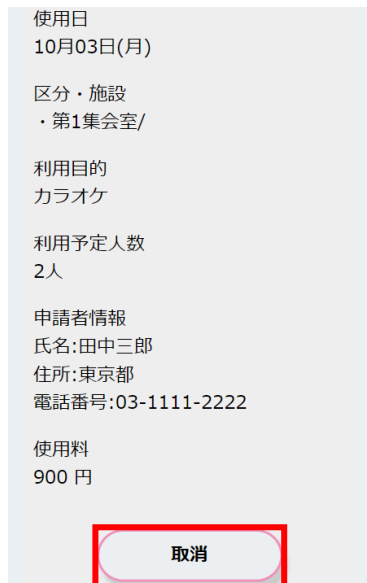 使用日
10月03日(月)
区分・施設
・第1集会室/
利用目的
カラオケ
利用予定人数
2人
申請者情報
氏名:田中三郎
住所:東京都
電話番号:03-1111-2222
使用料
900 円
取消